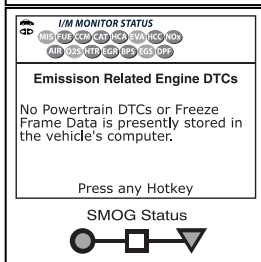 I/M MONITOR STATUS
MIS FUE CCM CAT HCA EVA HCC NOx
AIR O2S HTR EGR BPS EGS DPF
Emissison Related Engine DTCs
No Powertrain DTCs or Freeze
Frame Data is presently stored in
the vehicle's computer.
Press any Hotkey
SMOG Status